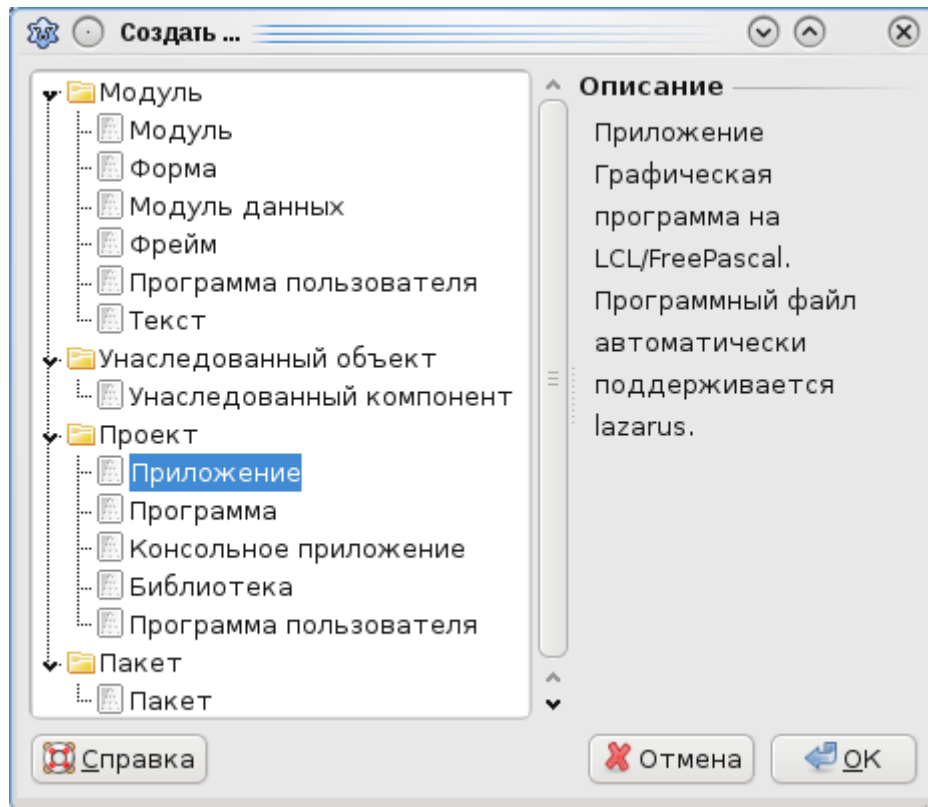 Создать ...
Модуль
Модуль
Форма
Модуль данных
Фрейм
Программа пользователя
Текст
Унаследованный объект
Унаследованный компонент
Проект
Приложение
Программа
Консольное приложение
Библиотека
Программа пользователя
Пакет
Пакет
Описание
Приложение
Графическая
программа на
LCL/FreePascal.
Программный файл
автоматически
поддерживается
lazarus.
Справка
Отмена
OK